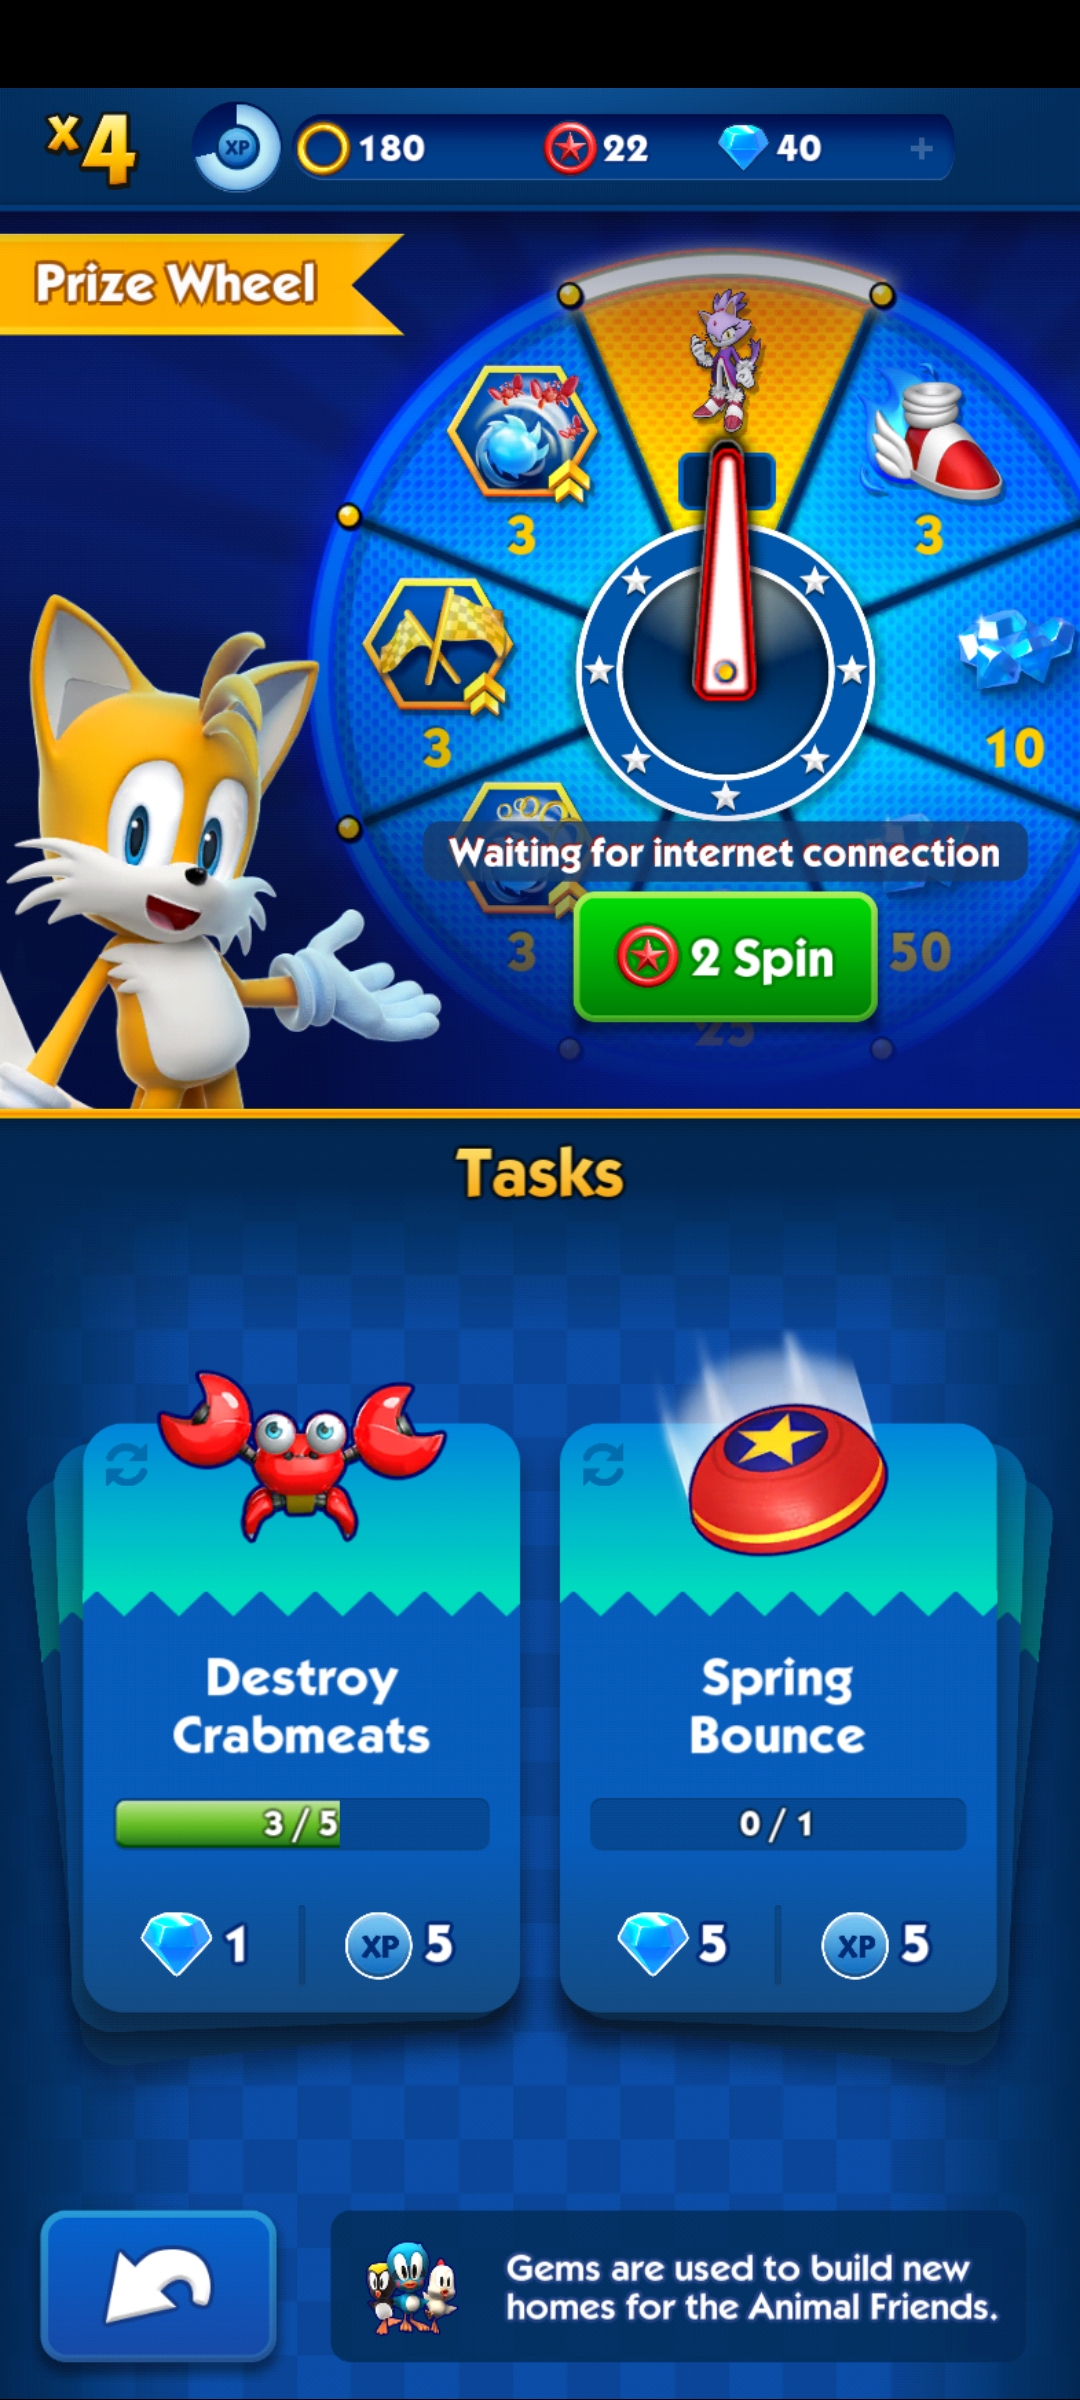 x4
XP
180
22
40
+
Prize Wheel
3
3
3
10
Waiting for internet connection
3
2 Spin
50
25
Tasks
Destroy
Crabmeats
3 / 5
1
XP
5
Spring
Bounce
0 / 1
5
XP
5
Gems are used to build new
homes for the Animal Friends.